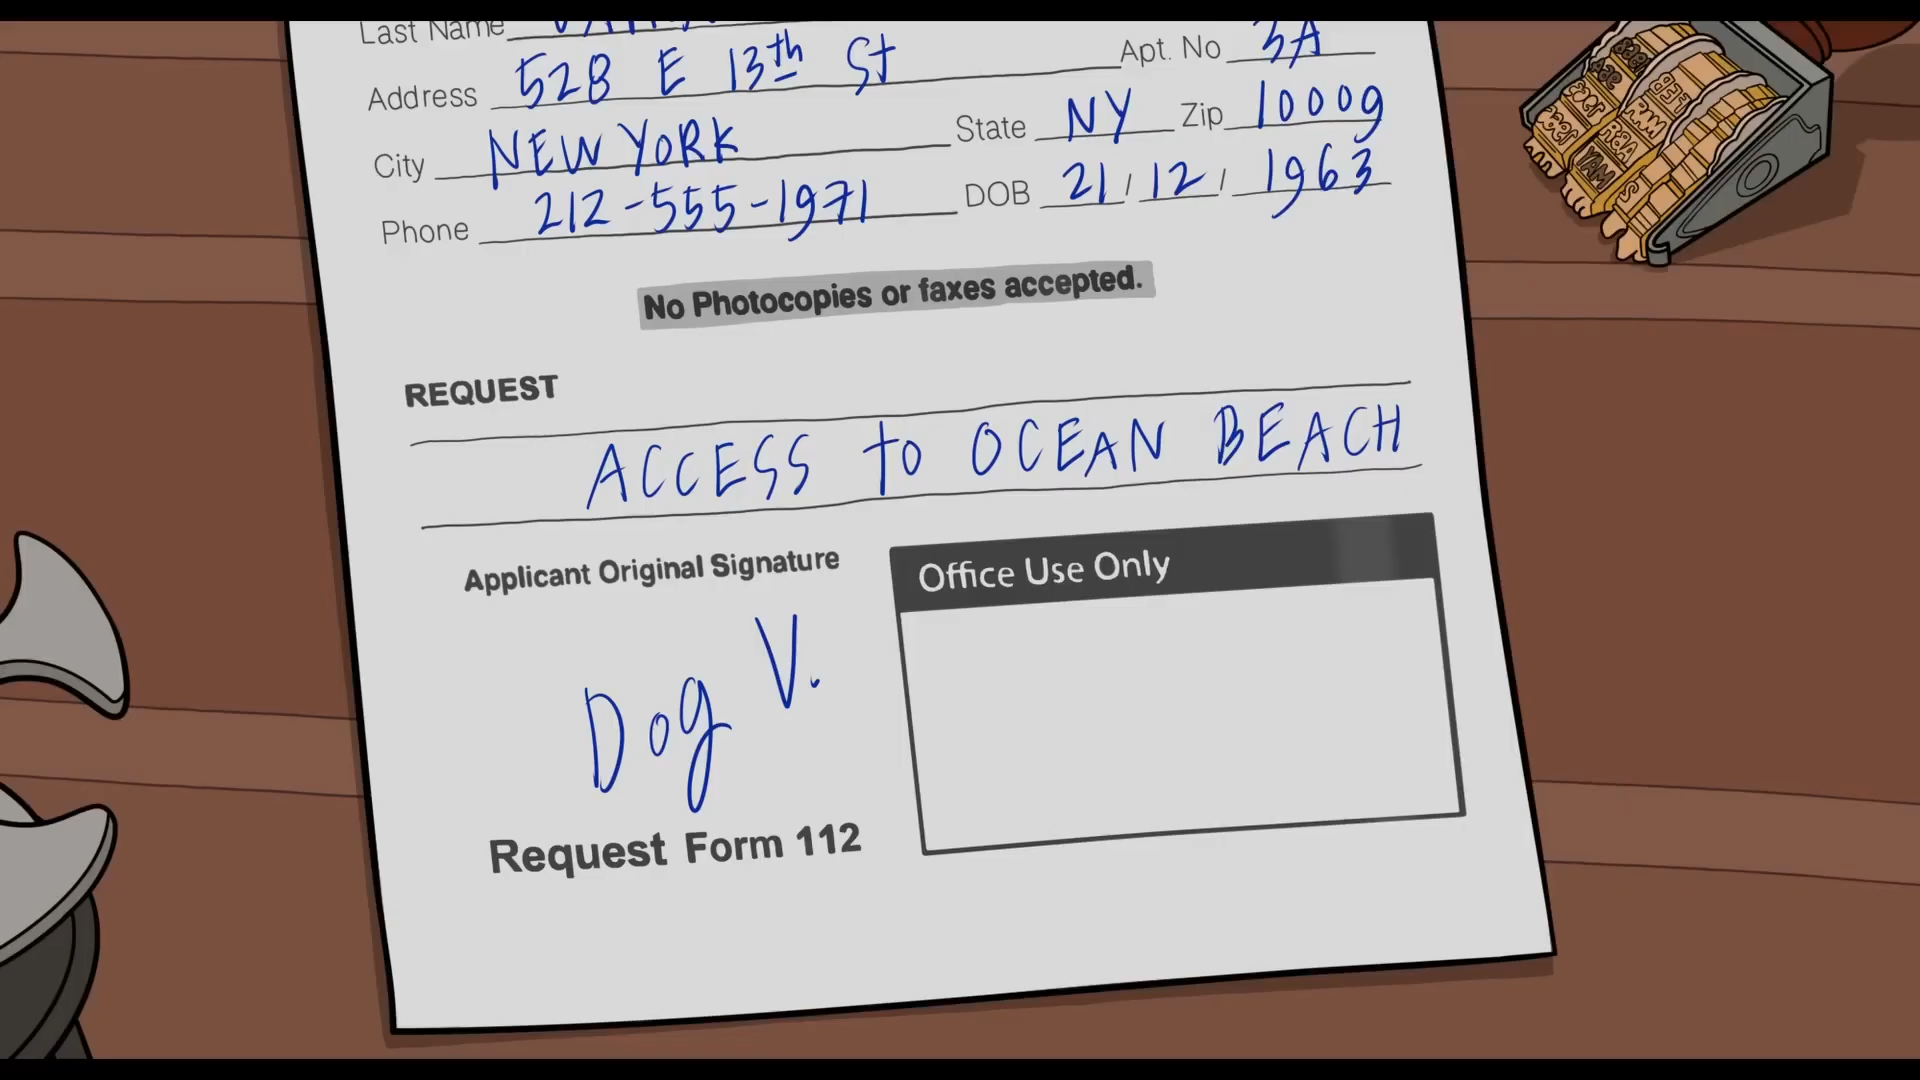 Last Name
Address 528 E 13th St Apt. No 3A
City NEW YORK State NY Zip 10009
Phone 212-555-1971 DOB 21/12/1963
No Photocopies or faxes accepted.
REQUEST
ACCESS to OCEAN BEACH
Applicant Original Signature
Office Use Only
Dog V.
Request Form 112